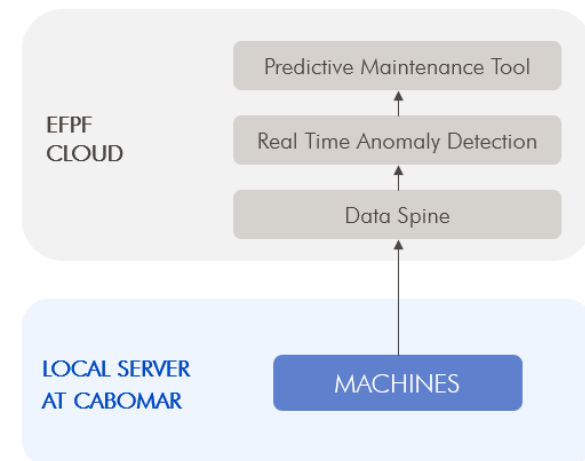 Predictive Maintenance Tool
EFPF
CLOUD
Real Time Anomaly Detection
Data Spine
LOCAL SERVER
AT CABOMAR
MACHINES